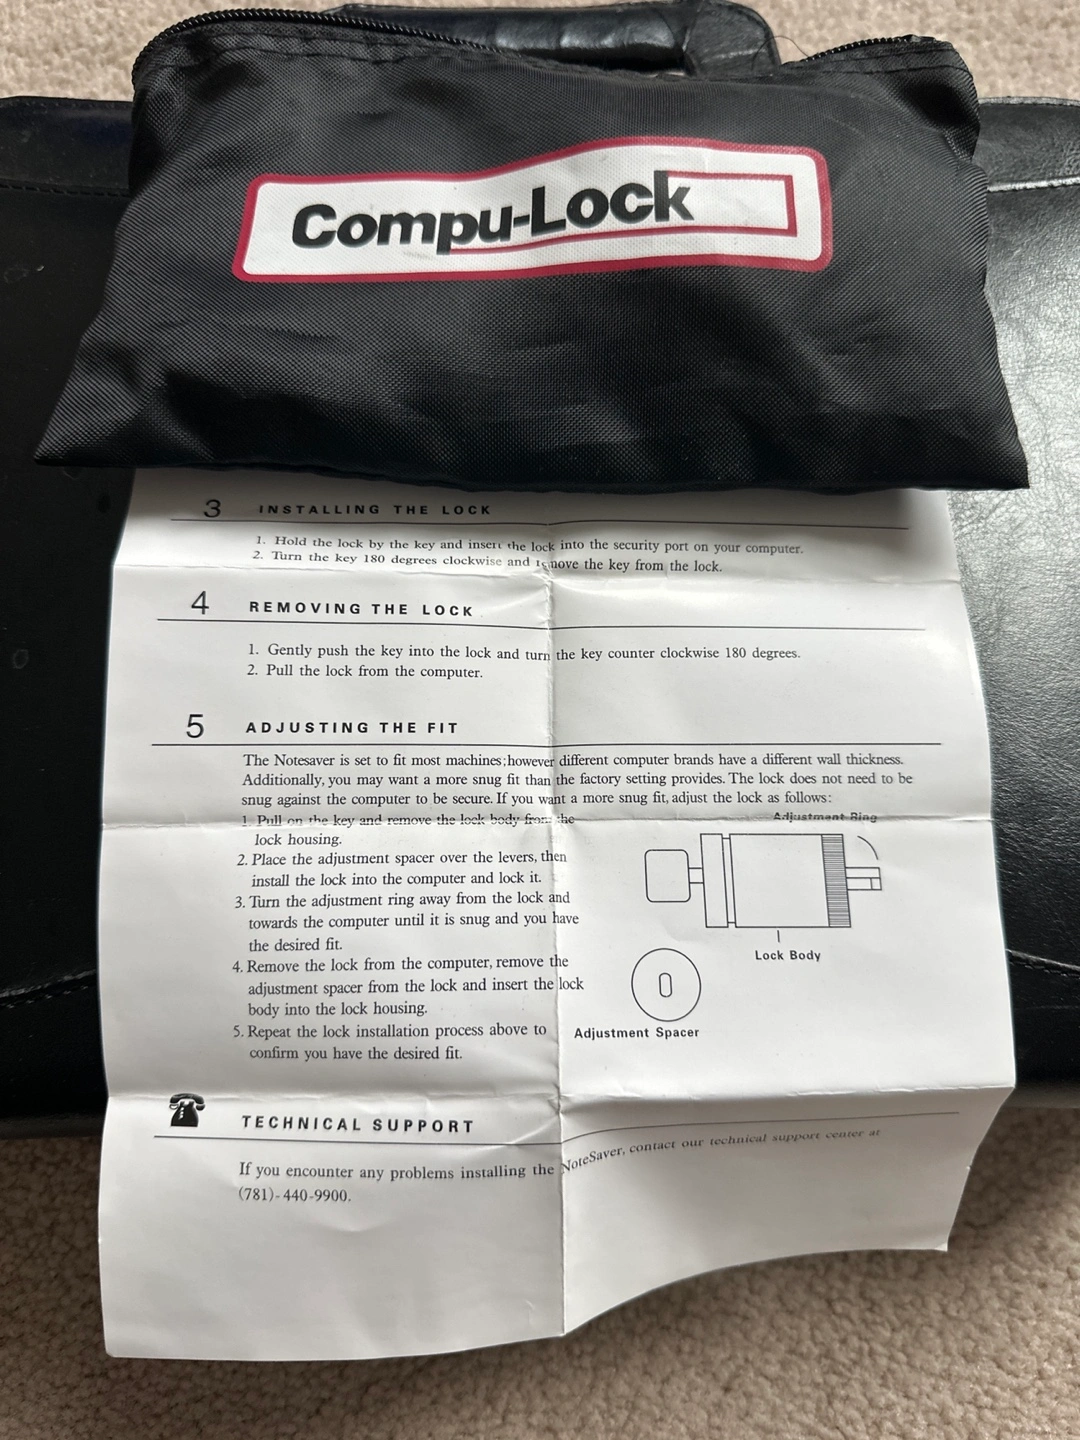 Compu-Lock
3 INSTALLING THE LOCK
1. Hold the lock by the key and insert the lock into the security port on your computer.
2. Turn the key 180 degrees clockwise and remove the key from the lock.
4 REMOVING THE LOCK
1. Gently push the key into the lock and turn the key counter clockwise 180 degrees.
2. Pull the lock from the computer.
5 ADJUSTING THE FIT
The Notesaver is set to fit most machines;however different computer brands have a different wall thickness.
Additionally, you may want a more snug fit than the factory setting provides. The lock does not need to be
snug against the computer to be secure. If you want a more snug fit, adjust the lock as follows:
1. Pull on the key and remove the lock body from the
lock housing.
2. Place the adjustment spacer over the levers, then
install the lock into the computer and lock it.
3. Turn the adjustment ring away from the lock and
towards the computer until it is snug and you have
the desired fit.
4. Remove the lock from the computer, remove the
adjustment spacer from the lock and insert the lock
body into the lock housing.
5. Repeat the lock installation process above to
confirm you have the desired fit.
Adjustment Ring
Lock Body
Adjustment Spacer
TECHNICAL SUPPORT
If you encounter any problems installing the NoteSaver, contact our technical support center at
(781)-440-9900.